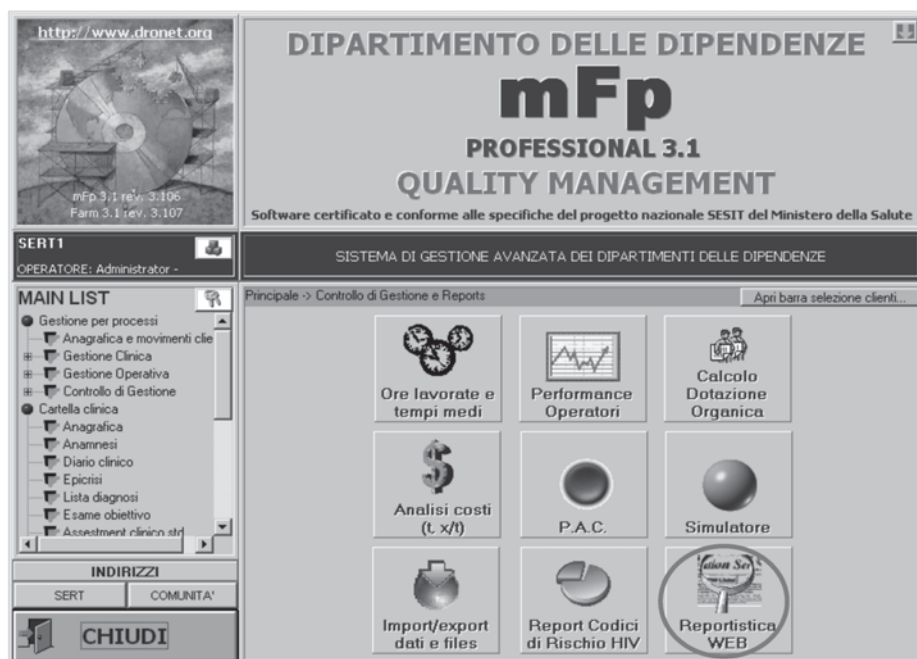 http://www.dronet.org
mFp 3.1 rev. 3.106
Farm 3.1 rev. 3.107
DIPARTIMENTO DELLE DIPENDENZE
mFp
PROFESSIONAL 3.1
QUALITY MANAGEMENT
Software certificato e conforme alle specifiche del progetto nazionale SESIT del Ministero della Salute
SERT1
OPERATORE: Administrator -
SISTEMA DI GESTIONE AVANZATA DEI DIPARTIMENTI DELLE DIPENDENZE
MAIN LIST
Gestione per processi
Anagrafica e movimenti clie
Gestione Clinica
Gestione Operativa
Controllo di Gestione
Cartella clinica
Anagrafica
Anamnesi
Diario clinico
Epicrisi
Lista diagnosi
Esame obiettivo
Assestment clinico std
INDIRIZZI
SERT
COMUNITA'
CHIUDI
Principale -> Controllo di Gestione e Reports
Apri barra selezione clienti...
Ore lavorate e
tempi medi
Performance
Operatori
Calcolo
Dotazione
Organica
Analisi costi
(t, x/t)
P.A.C.
Simulatore
Import/export
dati e files
Report Codici
di Rischio HIV
Reportistica
WEB